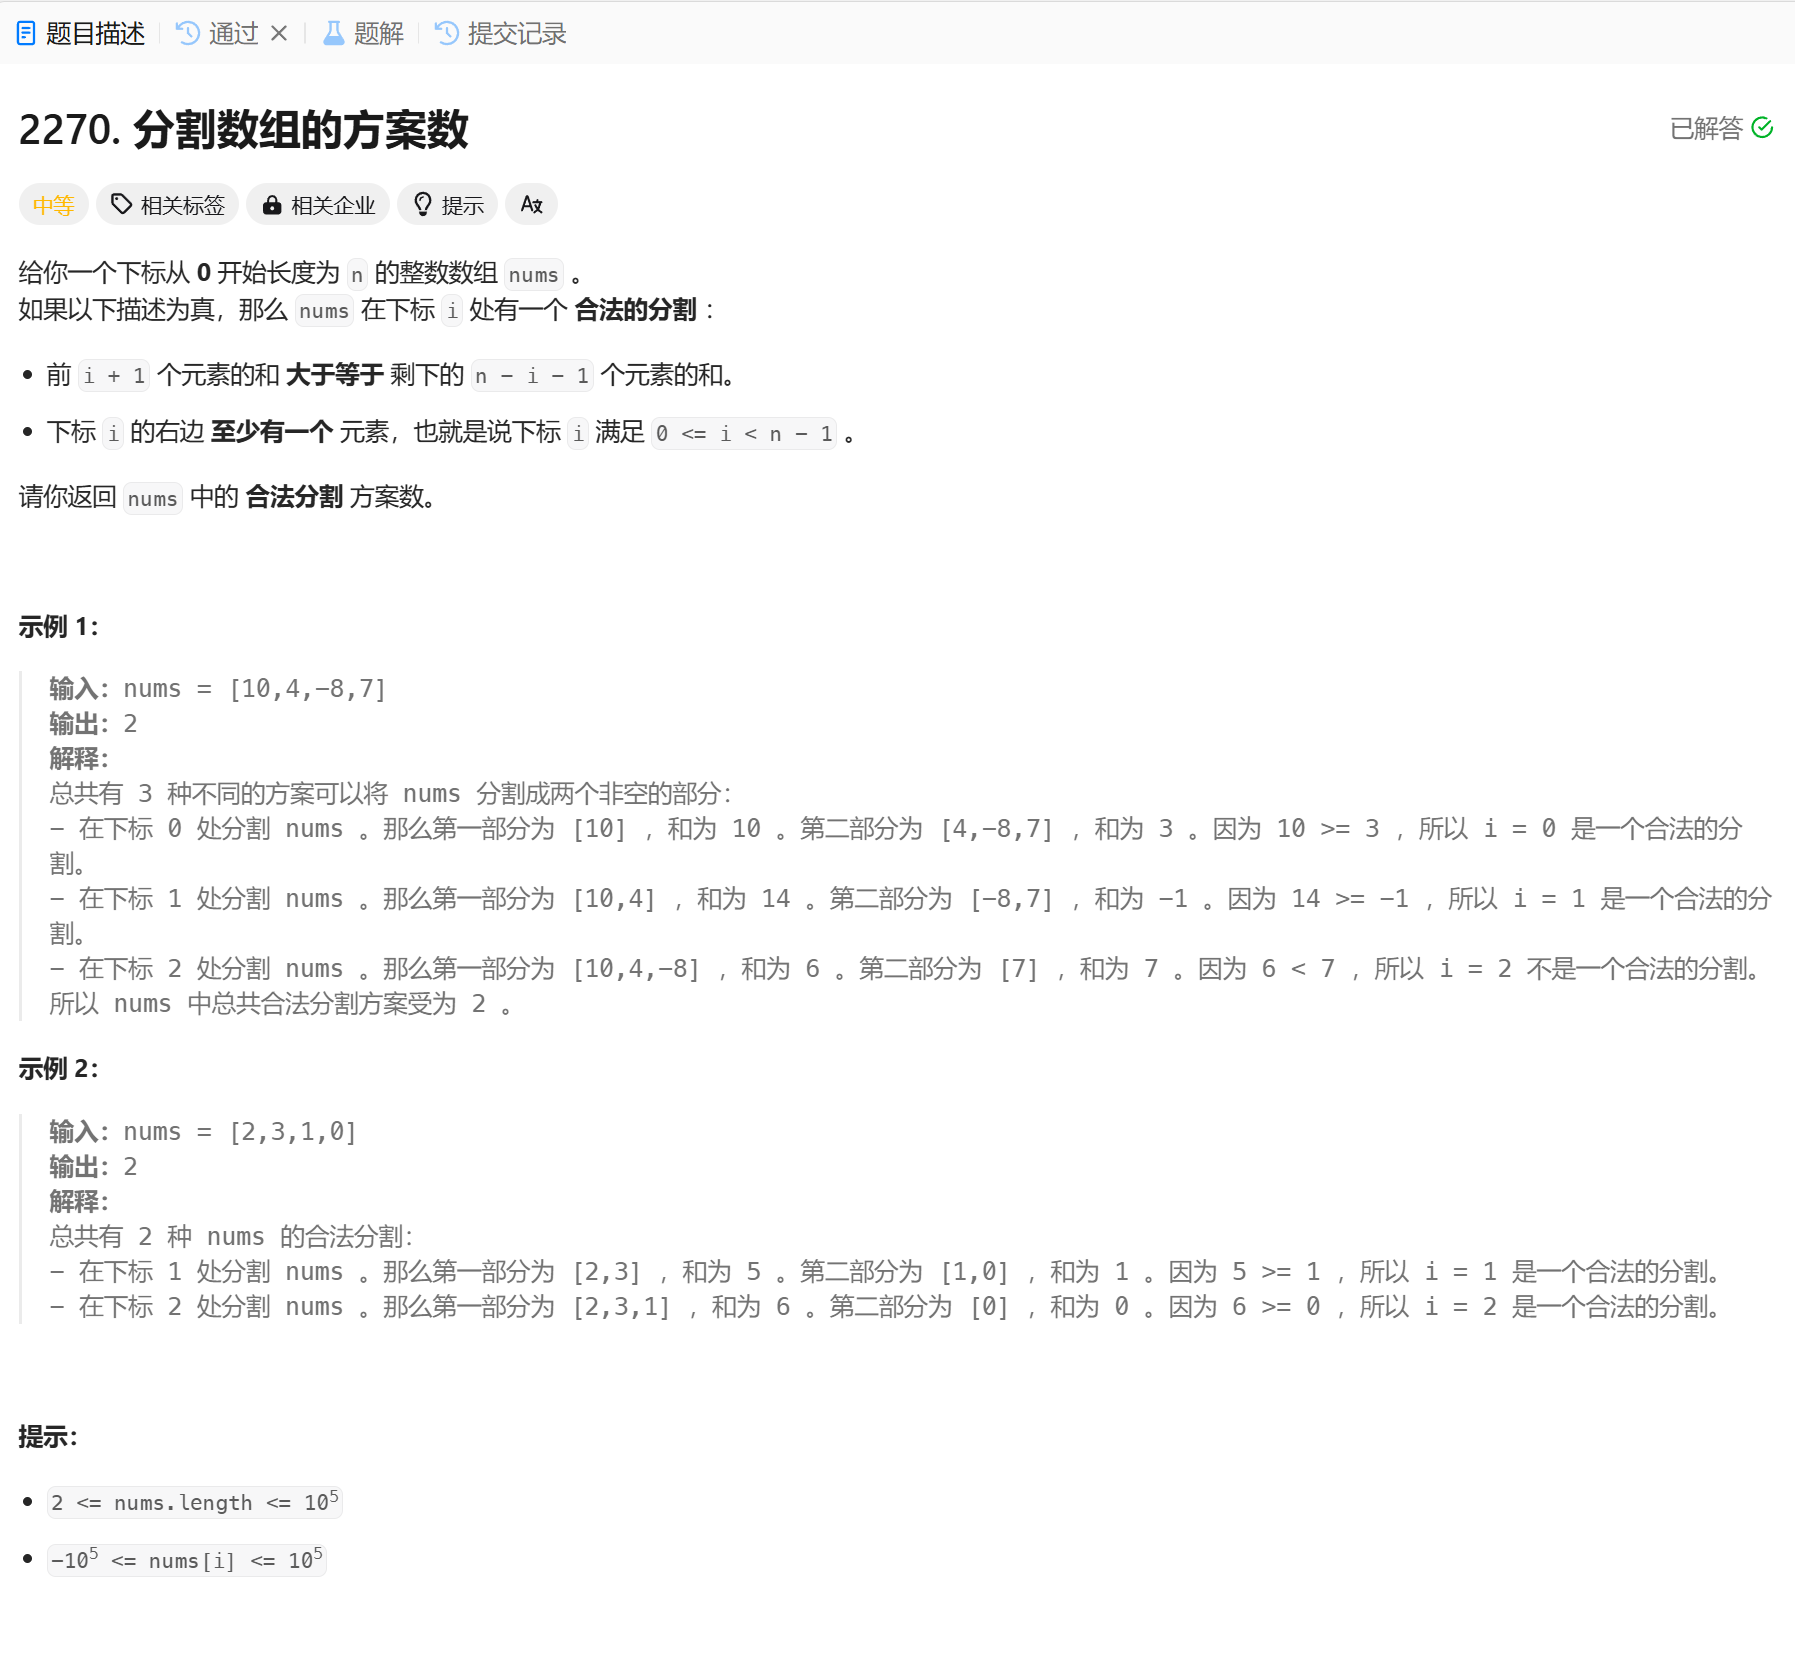 题目描述 通过 题解 提交记录
2270. 分割数组的方案数
已解答
中等 相关标签 相关企业 提示
给你一个下标从 0 开始长度为 n 的整数数组 nums 。
如果以下描述为真，那么 nums 在下标 i 处有一个 合法的分割 ：
• 前 i + 1 个元素的和 大于等于 剩下的 n - i - 1 个元素的和。
• 下标 i 的右边 至少有一个 元素，也就是说下标 i 满足 0 <= i < n - 1 。
请你返回 nums 中的 合法分割 方案数。
示例 1：
输入：nums = [10,4,-8,7]
输出：2
解释：
总共有 3 种不同的方案可以将 nums 分割成两个非空的部分：
- 在下标 0 处分割 nums 。那么第一部分为 [10] ，和为 10 。第二部分为 [4,-8,7] ，和为 3 。因为 10 >= 3 ，所以 i = 0 是一个合法的分
割。
- 在下标 1 处分割 nums 。那么第一部分为 [10,4] ，和为 14 。第二部分为 [-8,7] ，和为 -1 。因为 14 >= -1 ，所以 i = 1 是一个合法的分
割。
- 在下标 2 处分割 nums 。那么第一部分为 [10,4,-8] ，和为 6 。第二部分为 [7] ，和为 7 。因为 6 < 7 ，所以 i = 2 不是一个合法的分割。
所以 nums 中总共合法分割方案受为 2 。
示例 2：
输入：nums = [2,3,1,0]
输出：2
解释：
总共有 2 种 nums 的合法分割：
- 在下标 1 处分割 nums 。那么第一部分为 [2,3] ，和为 5 。第二部分为 [1,0] ，和为 1 。因为 5 >= 1 ，所以 i = 1 是一个合法的分割。
- 在下标 2 处分割 nums 。那么第一部分为 [2,3,1] ，和为 6 。第二部分为 [0] ，和为 0 。因为 6 >= 0 ，所以 i = 2 是一个合法的分割。
提示：
• 2 <= nums.length <= 10⁵
• -10⁵ <= nums[i] <= 10⁵